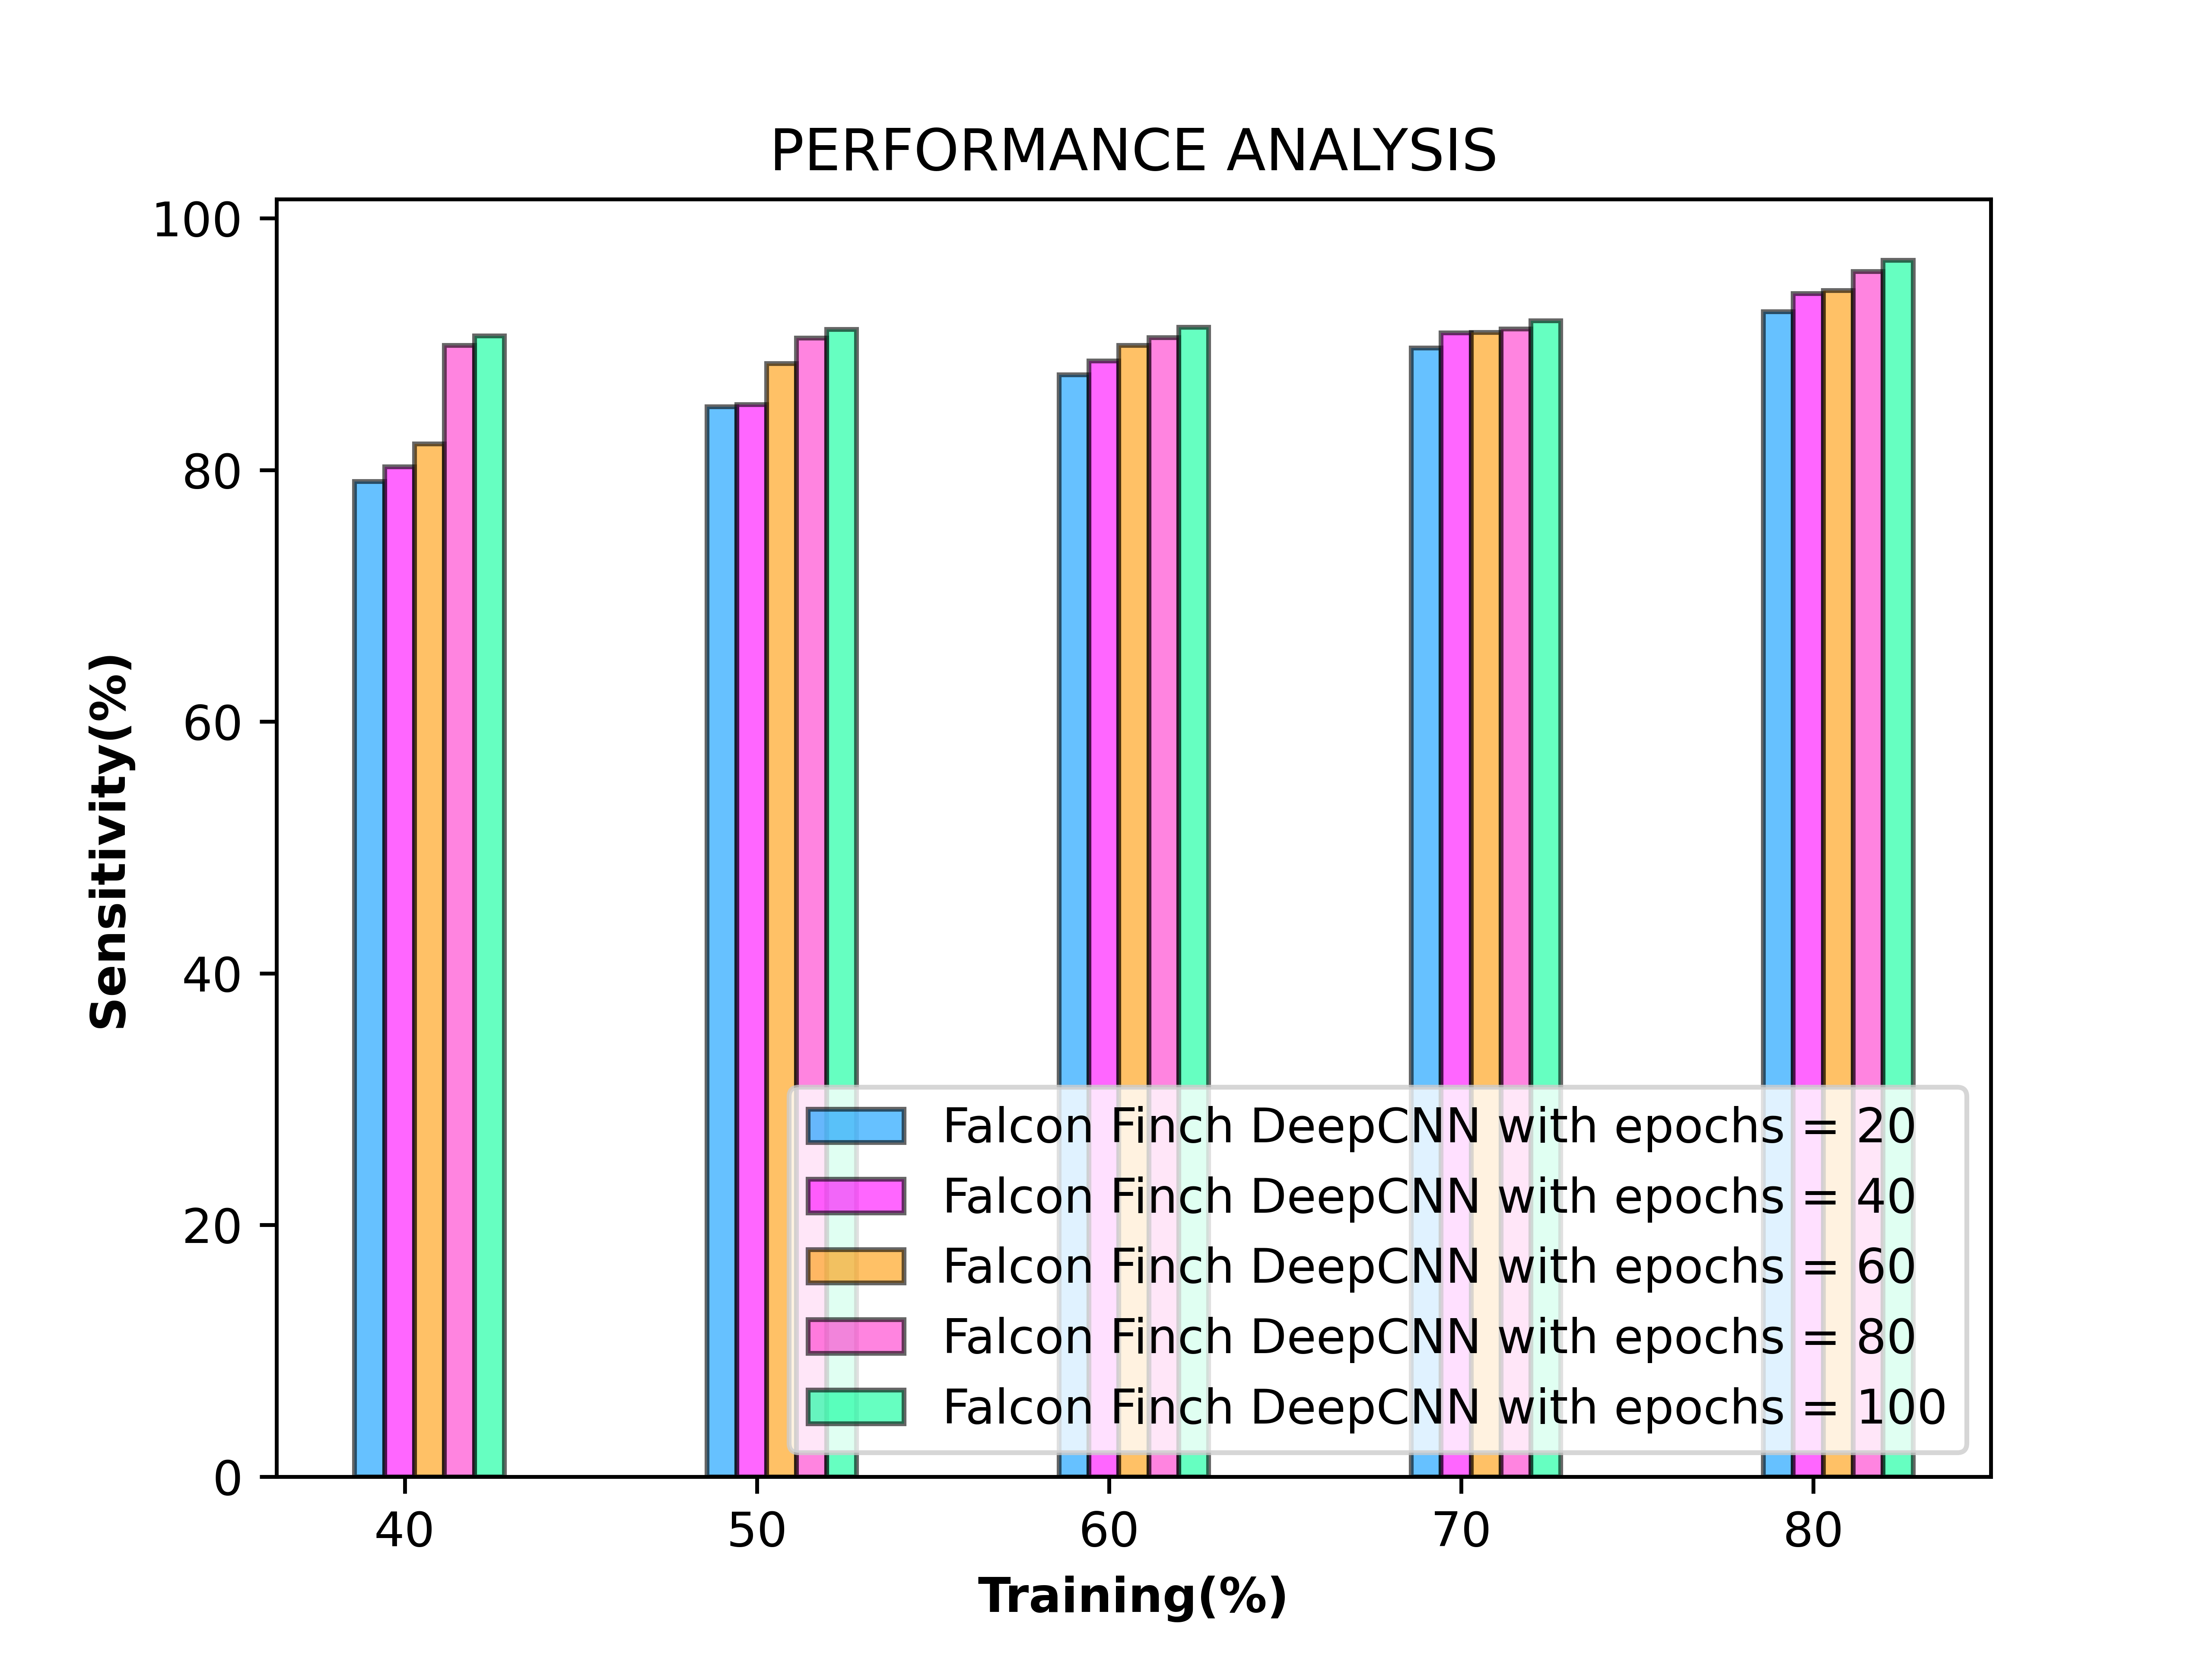 PERFORMANCE ANALYSIS
100
80
60
40
20
0
Sensitivity(%)
Falcon Finch DeepCNN with epochs = 20
Falcon Finch DeepCNN with epochs = 40
Falcon Finch DeepCNN with epochs = 60
Falcon Finch DeepCNN with epochs = 80
Falcon Finch DeepCNN with epochs = 100
40 50 60 70 80
Training(%)